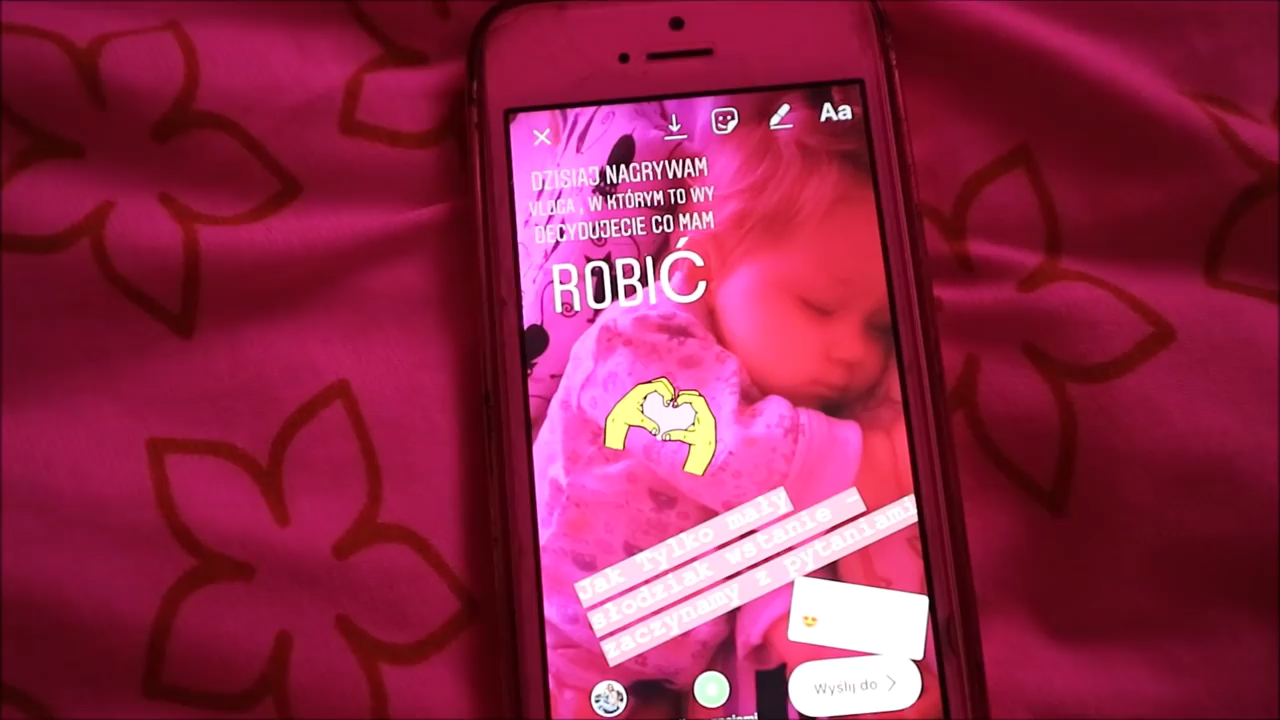 Aa
DZISIAJ NAGRYWAM
VLOGA , W KTÓRYM TO WY
DECYDUJECIE CO MAM
ROBIĆ
Jak Tylko mały
słodziak wstanie -
zaczynamy z pytaniami
Wyślij do